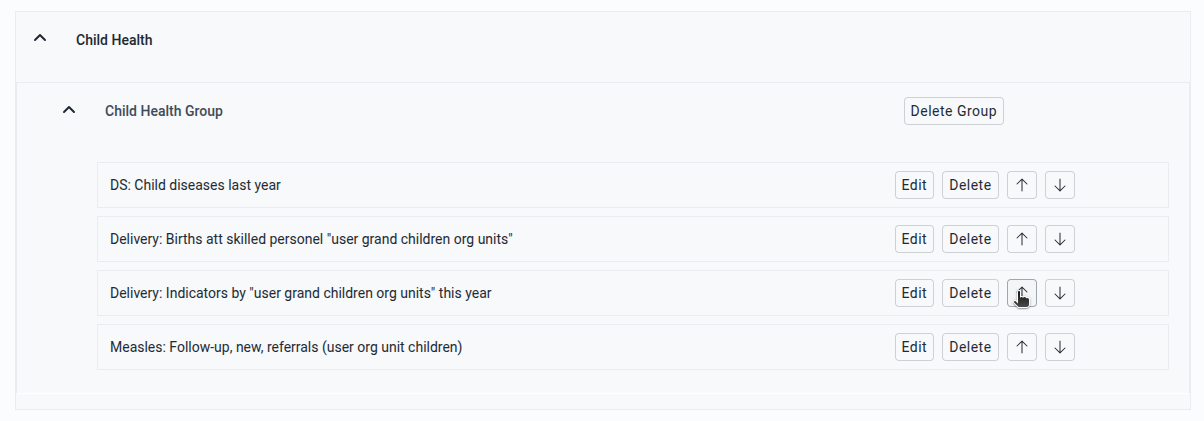 Child Health
Child Health Group Delete Group
DS: Child diseases last year Edit Delete
Delivery: Births att skilled personel "user grand children org units" Edit Delete
Delivery: Indicators by "user grand children org units" this year Edit Delete
Measles: Follow-up, new, referrals (user org unit children) Edit Delete